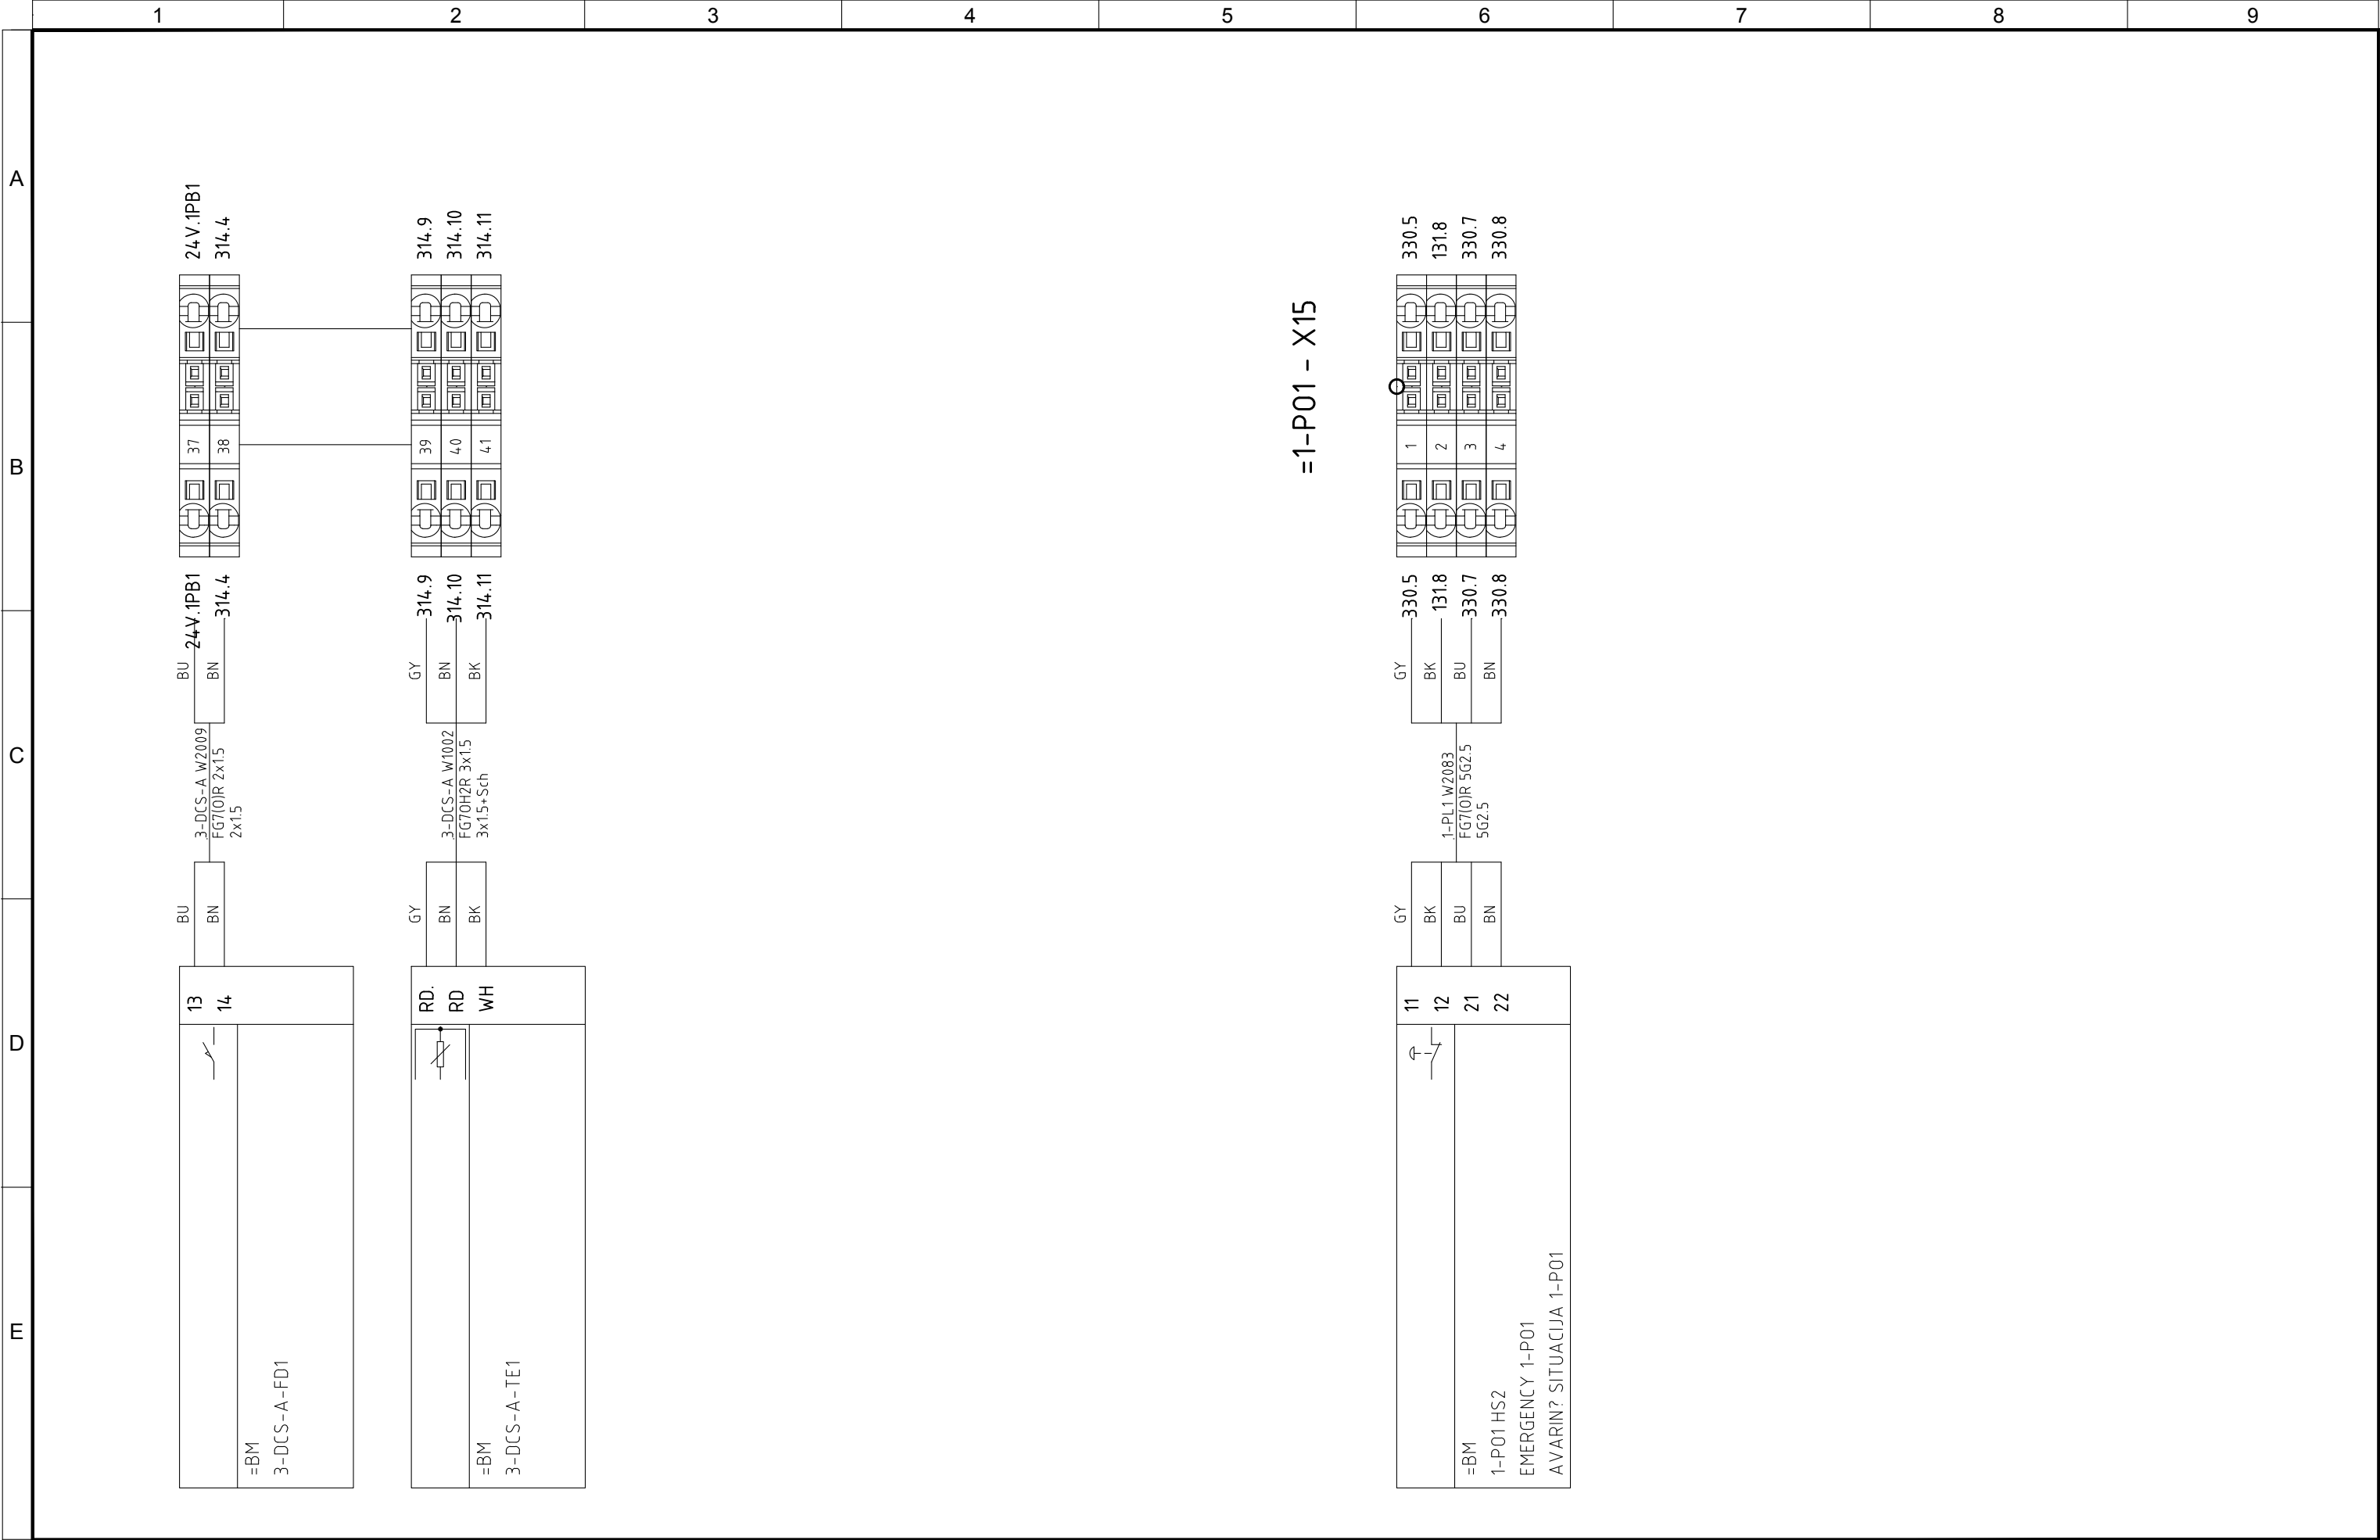 1 2 3 4 5 6 7 8 9
A
B
C
D
E
24V.1PB1
314.4
37
38
24V.1PB1
314.4
BU
BN
3-DCS-A W2009
FG7(O)R 2x1.5
2x1.5
BU
BN
13
14
=BM
3-DCS-A-FD1
314.9
314.10
314.11
39
40
41
314.9
314.10
314.11
GY
BN
BK
3-DCS-A W1002
FG7OH2R 3x1.5
3x1.5+Sch
GY
BN
BK
RD.
RD
WH
=BM
3-DCS-A-TE1
=1-P01 - X15
330.5
131.8
330.7
330.8
1
2
3
4
330.5
131.8
330.7
330.8
GY
BK
BU
BN
1-PL1 W2083
FG7(O)R 5G2.5
5G2.5
GY
BK
BU
BN
11
12
21
22
=BM
1-P01 HS2
EMERGENCY 1-P01
AVARIN? SITUACIJA 1-P01